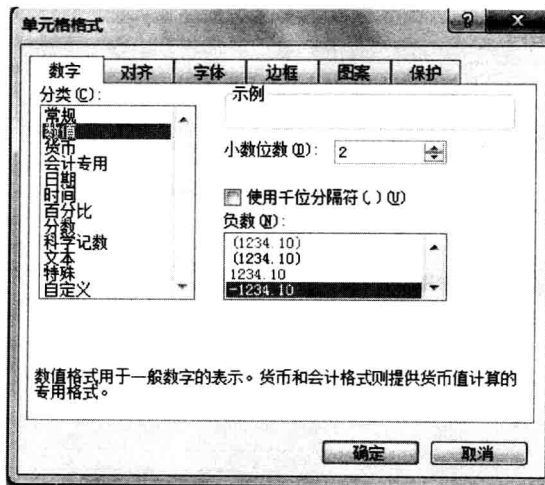 单元格格式
? X
数字 对齐 字体 边框 图案 保护
分类(C):
常规
数值
货币
会计专用
日期
时间
百分比
分数
科学记数
文本
特殊
自定义
示例
小数位数(D): 2
使用千位分隔符(,)(U)
负数(N):
(1234.10)
(1234.10)
1234.10
-1234.10
数值格式用于一般数字的表示。货币和会计格式则提供货币值计算的
专用格式。
确定 取消